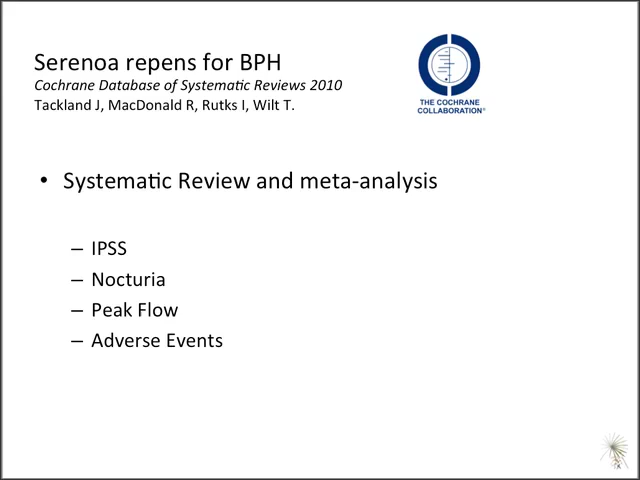 Serenoa repens for BPH
Cochrane Database of Systematic Reviews 2010
Tackland J, MacDonald R, Rutks I, Wilt T.
THE COCHRANE
COLLABORATION®
• Systematic Review and meta-analysis
– IPSS
– Nocturia
– Peak Flow
– Adverse Events